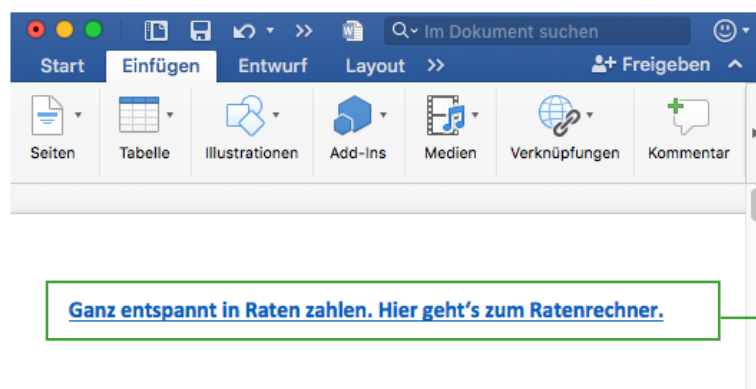 Im Dokument suchen
Start Einfügen Entwurf Layout >> Freigeben
Seiten Tabelle Illustrationen Add-Ins Medien Verknüpfungen Kommentar
Ganz entspannt in Raten zahlen. Hier geht‘s zum Ratenrechner.